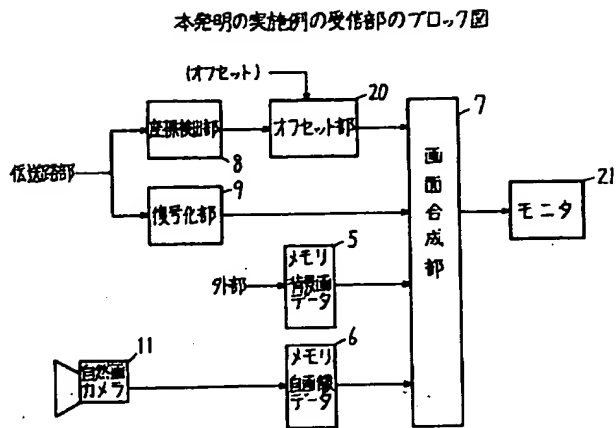 本発明の実施例の受信部のブロック図
(オフセット)
20
7
座標検出部
オフセット部
8
伝送路部
9
復号化部
画面合成部
21
モニタ
5
メモリ
背景画
データ
外部
11
自然画
カメラ
6
メモリ
自画像
データ